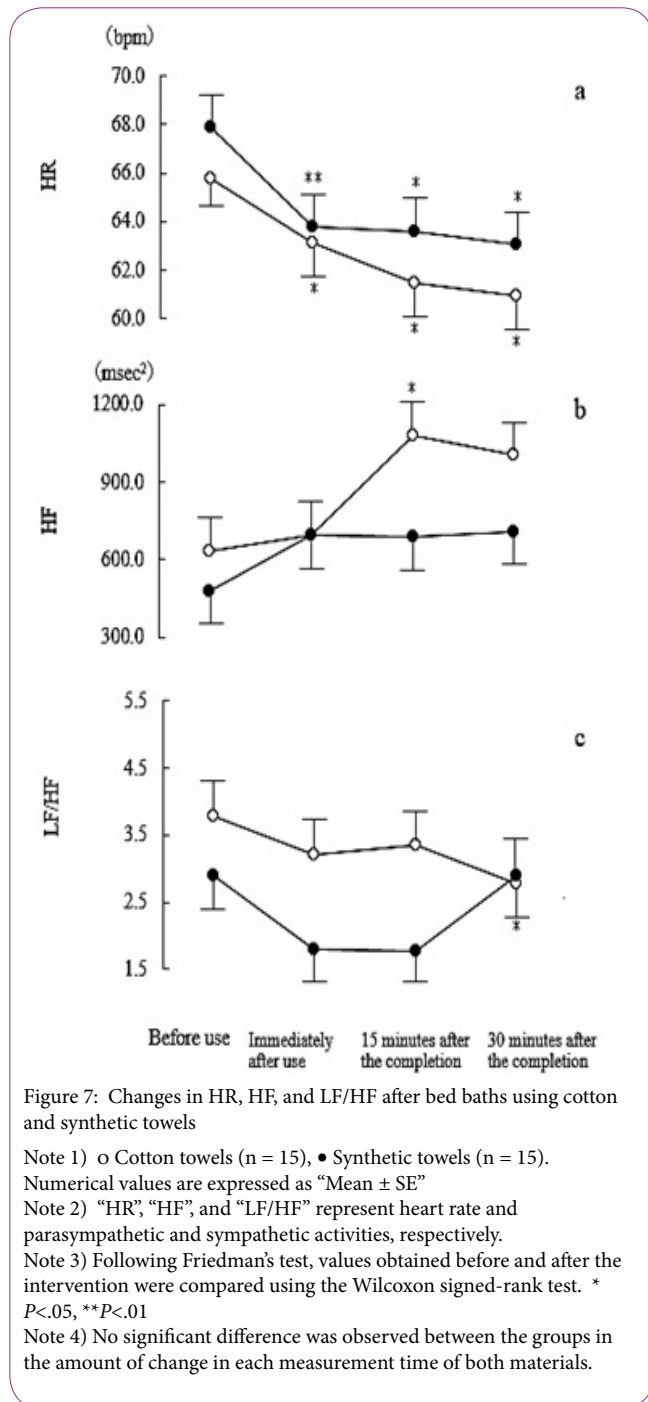 (bpm)
70.0
a
68.0
66.0
HR
**
*
*
64.0
62.0
*
*
*
60.0
(msec²)
1200.0
*
b
900.0
HF
600.0
300.0
5.5
c
4.5
LF/HF
3.5
2.5
*
1.5
Before use Immediately after use 15 minutes after the completion 30 minutes after the completion
Figure 7: Changes in HR, HF, and LF/HF after bed baths using cotton
and synthetic towels
Note 1) o Cotton towels (n = 15), ● Synthetic towels (n = 15).
Numerical values are expressed as “Mean ± SE”
Note 2) “HR”, “HF”, and “LF/HF” represent heart rate and
parasympathetic and sympathetic activities, respectively.
Note 3) Following Friedman’s test, values obtained before and after the
intervention were compared using the Wilcoxon signed-rank test. *
P<.05, **P<.01
Note 4) No significant difference was observed between the groups in
the amount of change in each measurement time of both materials.